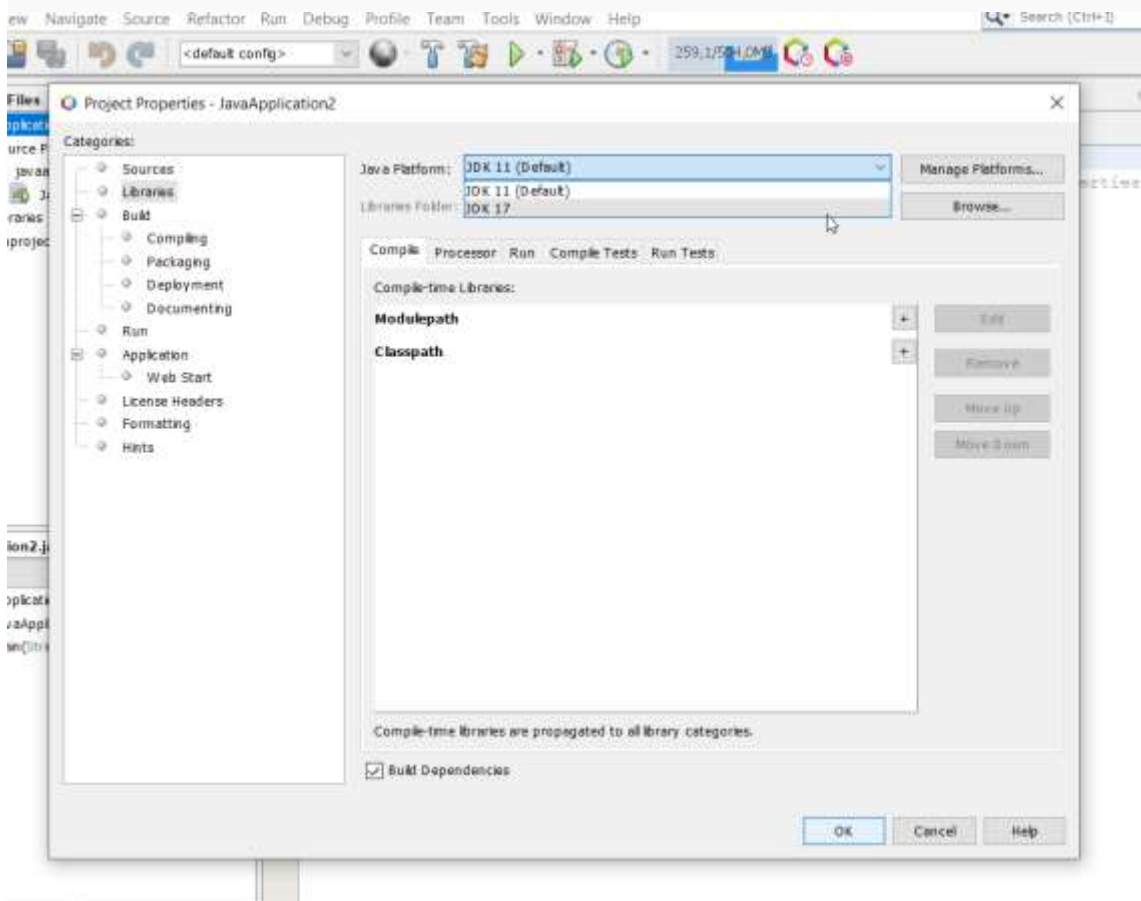 ew Navigate Source Refactor Run Debug Profile Team Tools Window Help
Search (Ctrl+I)
<default config>
Files
Project Properties - JavaApplication2
Categories:
Sources
Libraries
Build
Compiling
Packaging
Deployment
Documenting
Run
Application
Web Start
License Headers
Formatting
Hints
Java Platform: JDK 11 (Default)
Manage Platforms...
JDK 11 (Default)
JDK 17
Libraries Folder:
Browse...
Compile Processor Run Compile Tests Run Tests
Compile-time Libraries:
Modulepath
+
Edit
Classpath
+
Remove
Move Up
Move Down
Compile-time libraries are propagated to all library categories.
Build Dependencies
OK Cancel Help